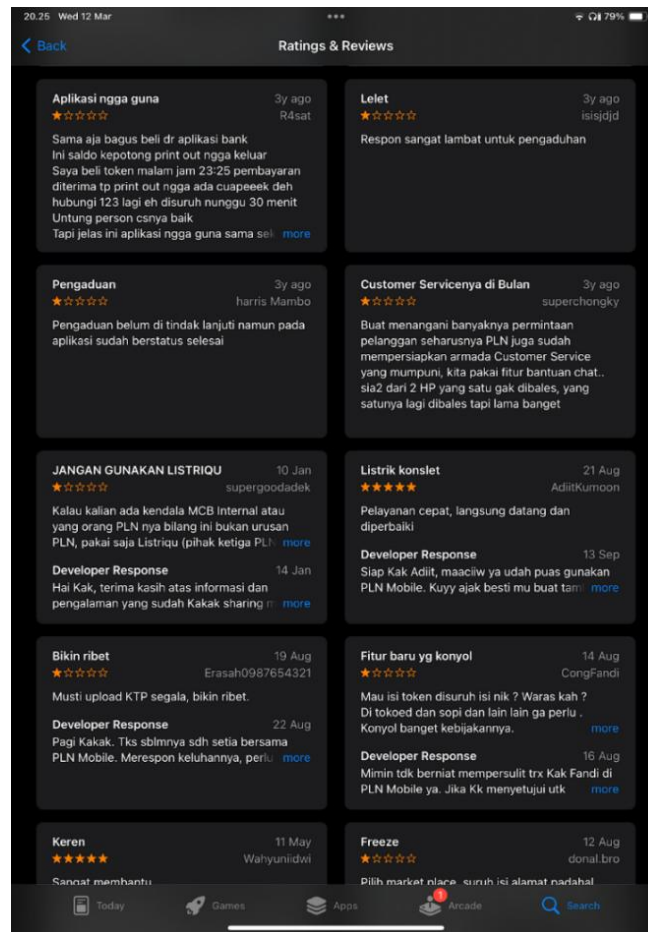 20.25 Wed 12 Mar
79%
Back
Ratings & Reviews
Aplikasi ngga guna 3y ago
R4sat
Sama aja bagus beli dr aplikasi bank
Ini saldo kepotong print out ngga keluar
Saya beli token malam jam 23:25 pembayaran
diterima tp print out ngga ada cuapeeek deh
hubungi 123 lagi eh disuruh nunggu 30 menit
Untung person csnya baik
Tapi jelas ini aplikasi ngga guna sama sek more
Lelet 3y ago
isisjdjd
Respon sangat lambat untuk pengaduhan
Pengaduan 3y ago
harris Mambo
Pengaduan belum di tindak lanjuti namun pada
aplikasi sudah berstatus selesai
Customer Servicenya di Bulan 3y ago
superchongky
Buat menangani banyaknya permintaan
pelanggan seharusnya PLN juga sudah
mempersiapkan armada Customer Service
yang mumpuni, kita pakai fitur bantuan chat..
sia2 dari 2 HP yang satu gak dibales, yang
satunya lagi dibales tapi lama banget
JANGAN GUNAKAN LISTRIQU 10 Jan
supergoodadek
Kalau kalian ada kendala MCB Internal atau
yang orang PLN nya bilang ini bukan urusan
PLN, pakai saja Listriqu (pihak ketiga PLN more
Developer Response 14 Jan
Hai Kak, terima kasih atas informasi dan
pengalaman yang sudah Kakak sharing more
Listrik konslet 21 Aug
AdiitKumoon
Pelayanan cepat, langsung datang dan
diperbaiki
Developer Response 13 Sep
Siap Kak Adiit, maaciiw ya udah puas gunakan
PLN Mobile. Kuyy ajak besti mu buat tam more
Bikin ribet 19 Aug
Erasah0987654321
Musti upload KTP segala, bikin ribet.
Developer Response 22 Aug
Pagi Kakak. Tks sblmnya sdh setia bersama
PLN Mobile. Merespon keluhannya, perlu more
Fitur baru yg konyol 14 Aug
CongFandi
Mau isi token disuruh isi nik ? Waras kah ?
Di tokoed dan sopi dan lain lain ga perlu .
Konyol banget kebijakannya. more
Developer Response 16 Aug
Mimin tdk berniat mempersulit trx Kak Fandi di
PLN Mobile ya. Jika Kk menyetujui utk more
Keren 11 May
Wahyuniidwi
Sangat membantu
Freeze 12 Aug
donal.bro
Pilih market place, suruh isi alamat padahal
Today
Games
Apps
1
Arcade
Search